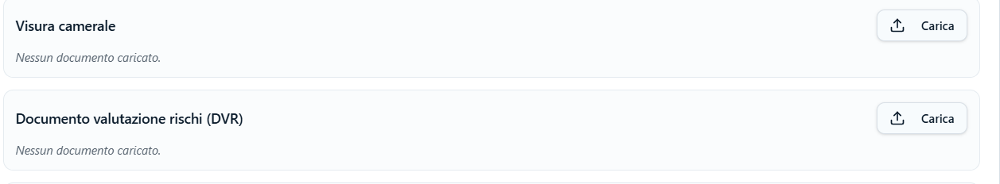 Visura camerale
Carica
Nessun documento caricato.
Documento valutazione rischi (DVR)
Carica
Nessun documento caricato.